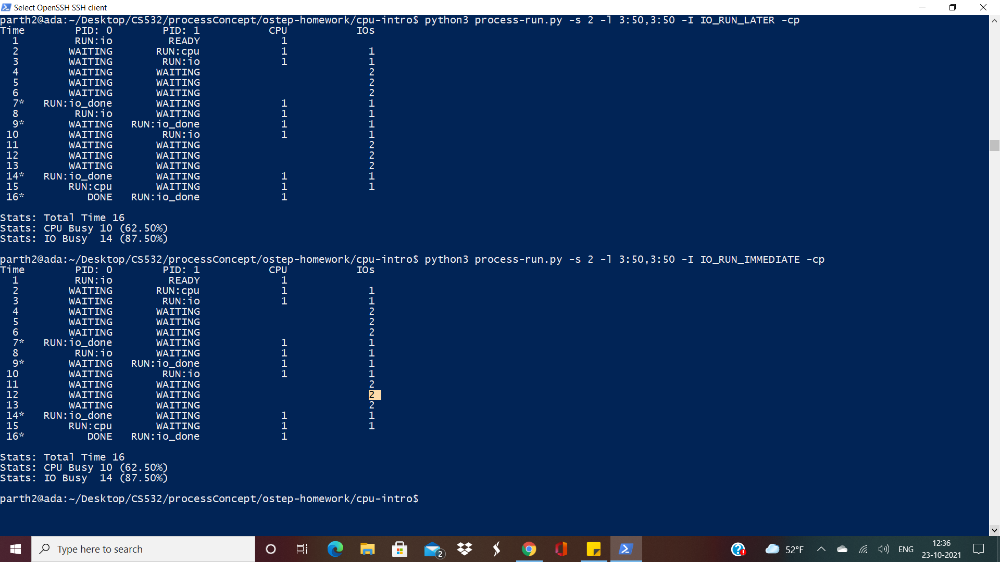 Select OpenSSH SSH client
parth2@ada:~/Desktop/CS532/processConcept/ostep-homework/cpu-intro$ python3 process-run.py -s 2 -l 3:50,3:50 -I IO_RUN_LATER -cp
Time PID: 0 PID: 1 CPU IOs
1 RUN:io READY 1
2 WAITING RUN:cpu 1 1
3 WAITING RUN:io 1 1
4 WAITING WAITING 2
5 WAITING WAITING 2
6 WAITING WAITING 2
7* RUN:io_done WAITING 1 1
8 RUN:io WAITING 1 1
9* WAITING RUN:io_done 1 1
10 WAITING RUN:io 1 1
11 WAITING WAITING 2
12 WAITING WAITING 2
13 WAITING WAITING 2
14* RUN:io_done WAITING 1 1
15 RUN:cpu WAITING 1 1
16* DONE RUN:io_done 1
Stats: Total Time 16
Stats: CPU Busy 10 (62.50%)
Stats: IO Busy 14 (87.50%)
parth2@ada:~/Desktop/CS532/processConcept/ostep-homework/cpu-intro$ python3 process-run.py -s 2 -l 3:50,3:50 -I IO_RUN_IMMEDIATE -cp
Time PID: 0 PID: 1 CPU IOs
1 RUN:io READY 1
2 WAITING RUN:cpu 1 1
3 WAITING RUN:io 1 1
4 WAITING WAITING 2
5 WAITING WAITING 2
6 WAITING WAITING 2
7* RUN:io_done WAITING 1 1
8 RUN:io WAITING 1 1
9* WAITING RUN:io_done 1 1
10 WAITING RUN:io 1 1
11 WAITING WAITING 2
12 WAITING WAITING 2
13 WAITING WAITING 2
14* RUN:io_done WAITING 1 1
15 RUN:cpu WAITING 1 1
16* DONE RUN:io_done 1
Stats: Total Time 16
Stats: CPU Busy 10 (62.50%)
Stats: IO Busy 14 (87.50%)
parth2@ada:~/Desktop/CS532/processConcept/ostep-homework/cpu-intro$
Type here to search
2
52°F
ENG
12:36
23-10-2021